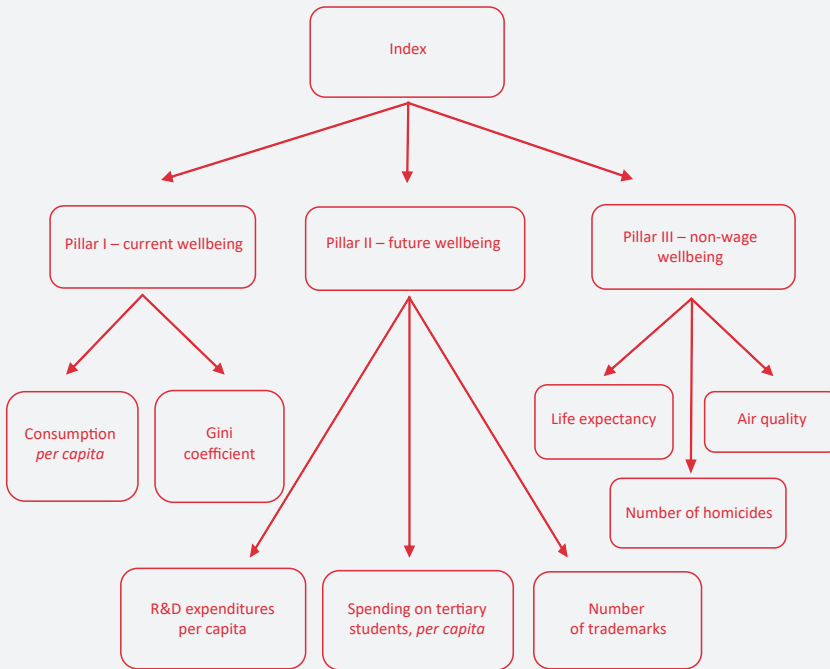 Index
Pillar I – current wellbeing
Pillar II – future wellbeing
Pillar III – non-wage
wellbeing
Consumption
per capita
Gini
coefficient
Life expectancy
Air quality
Number of homicides
R&D expenditures
per capita
Spending on tertiary
students, per capita
Number
of trademarks